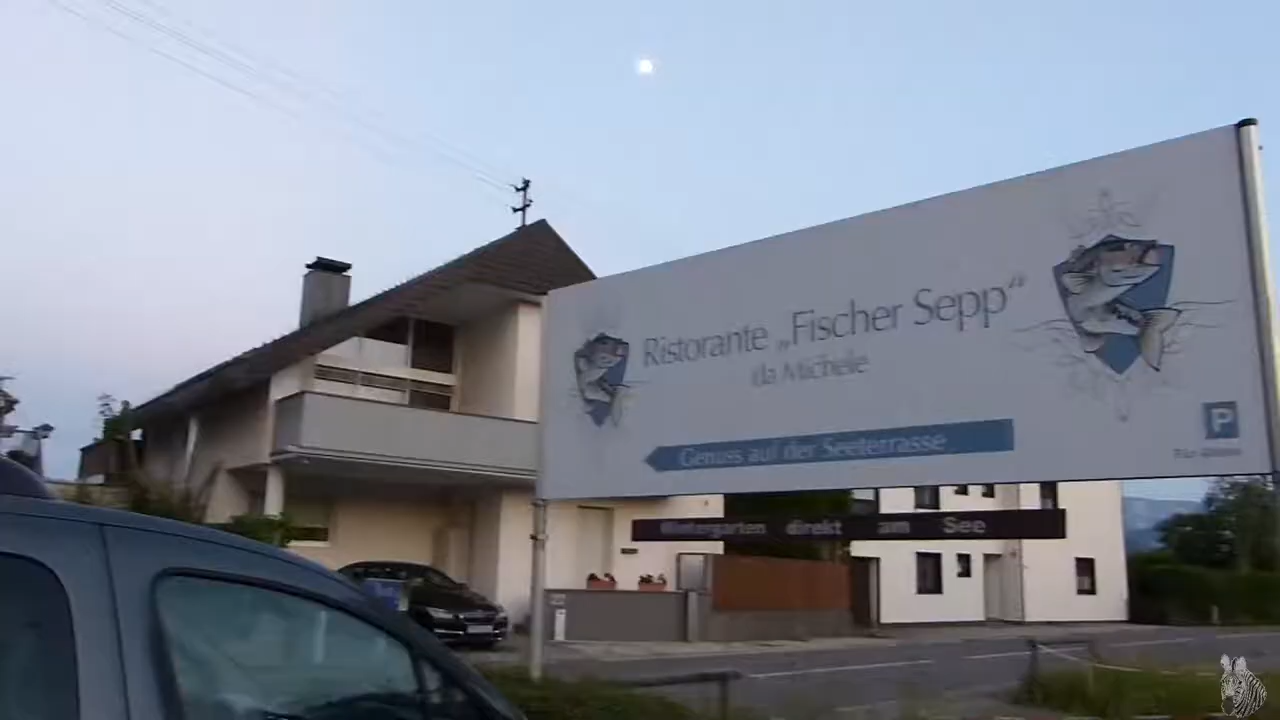 Ristorante „Fischer Sepp“
da Michele
Genuss auf der Seeterrasse
P
Wintergarten direkt am See